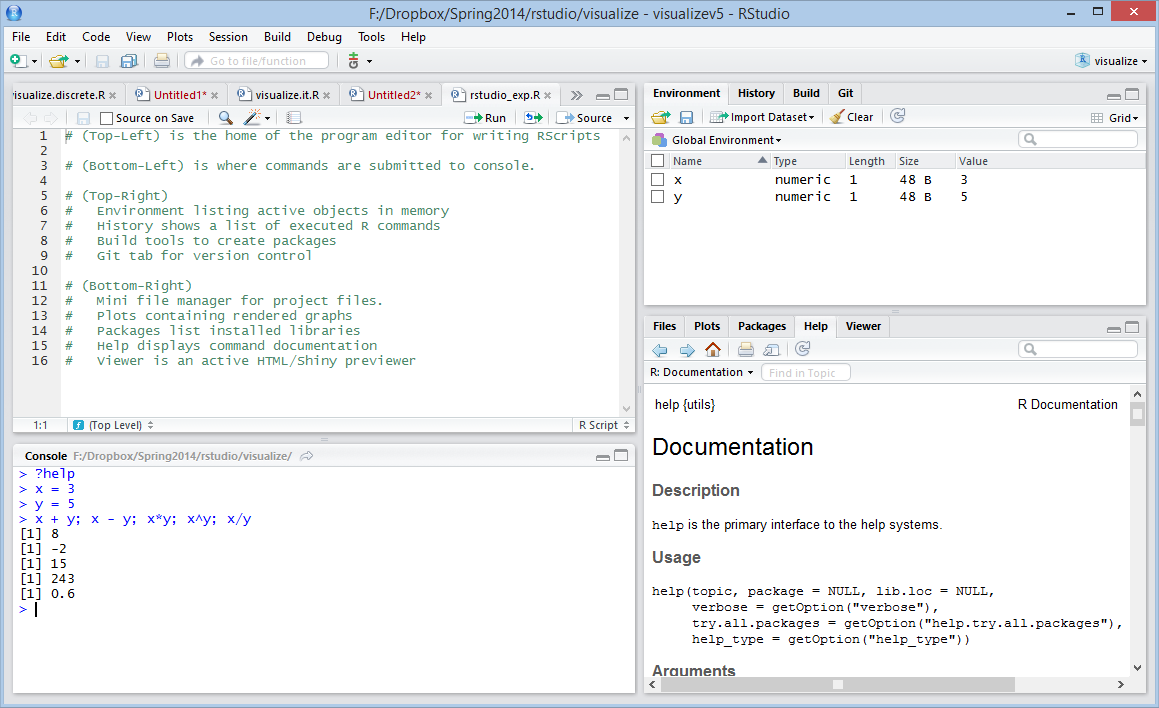 F:/Dropbox/Spring2014/rstudio/visualize - visualizev5 - RStudio
File Edit Code View Plots Session Build Debug Tools Help
Go to file/function
visualize
isualize.discrete.R Untitled1* visualize.it.R Untitled2* rstudio_exp.R
Source on Save Run Source
1 # (Top-Left) is the home of the program editor for writing RScripts
2
3 # (Bottom-Left) is where commands are submitted to console.
4
5 # (Top-Right)
6 #   Environment listing active objects in memory
7 #   History shows a list of executed R commands
8 #   Build tools to create packages
9 #   Git tab for version control
10
11 # (Bottom-Right)
12 #   Mini file manager for project files.
13 #   Plots containing rendered graphs
14 #   Packages list installed libraries
15 #   Help displays command documentation
16 #   Viewer is an active HTML/Shiny previewer
1:1 (Top Level) R Script
Console F:/Dropbox/Spring2014/rstudio/visualize/
> ?help
> x = 3
> y = 5
> x + y; x - y; x*y; x^y; x/y
[1] 8
[1] -2
[1] 15
[1] 243
[1] 0.6
>
Environment History Build Git
Import Dataset Clear Grid
Global Environment
Name Type Length Size Value
x numeric 1 48 B 3
y numeric 1 48 B 5
Files Plots Packages Help Viewer
R: Documentation Find in Topic
help {utils} R Documentation
Documentation
Description
help is the primary interface to the help systems.
Usage
help(topic, package = NULL, lib.loc = NULL,
     verbose = getOption("verbose"),
     try.all.packages = getOption("help.try.all.packages"),
     help_type = getOption("help_type"))
Arguments